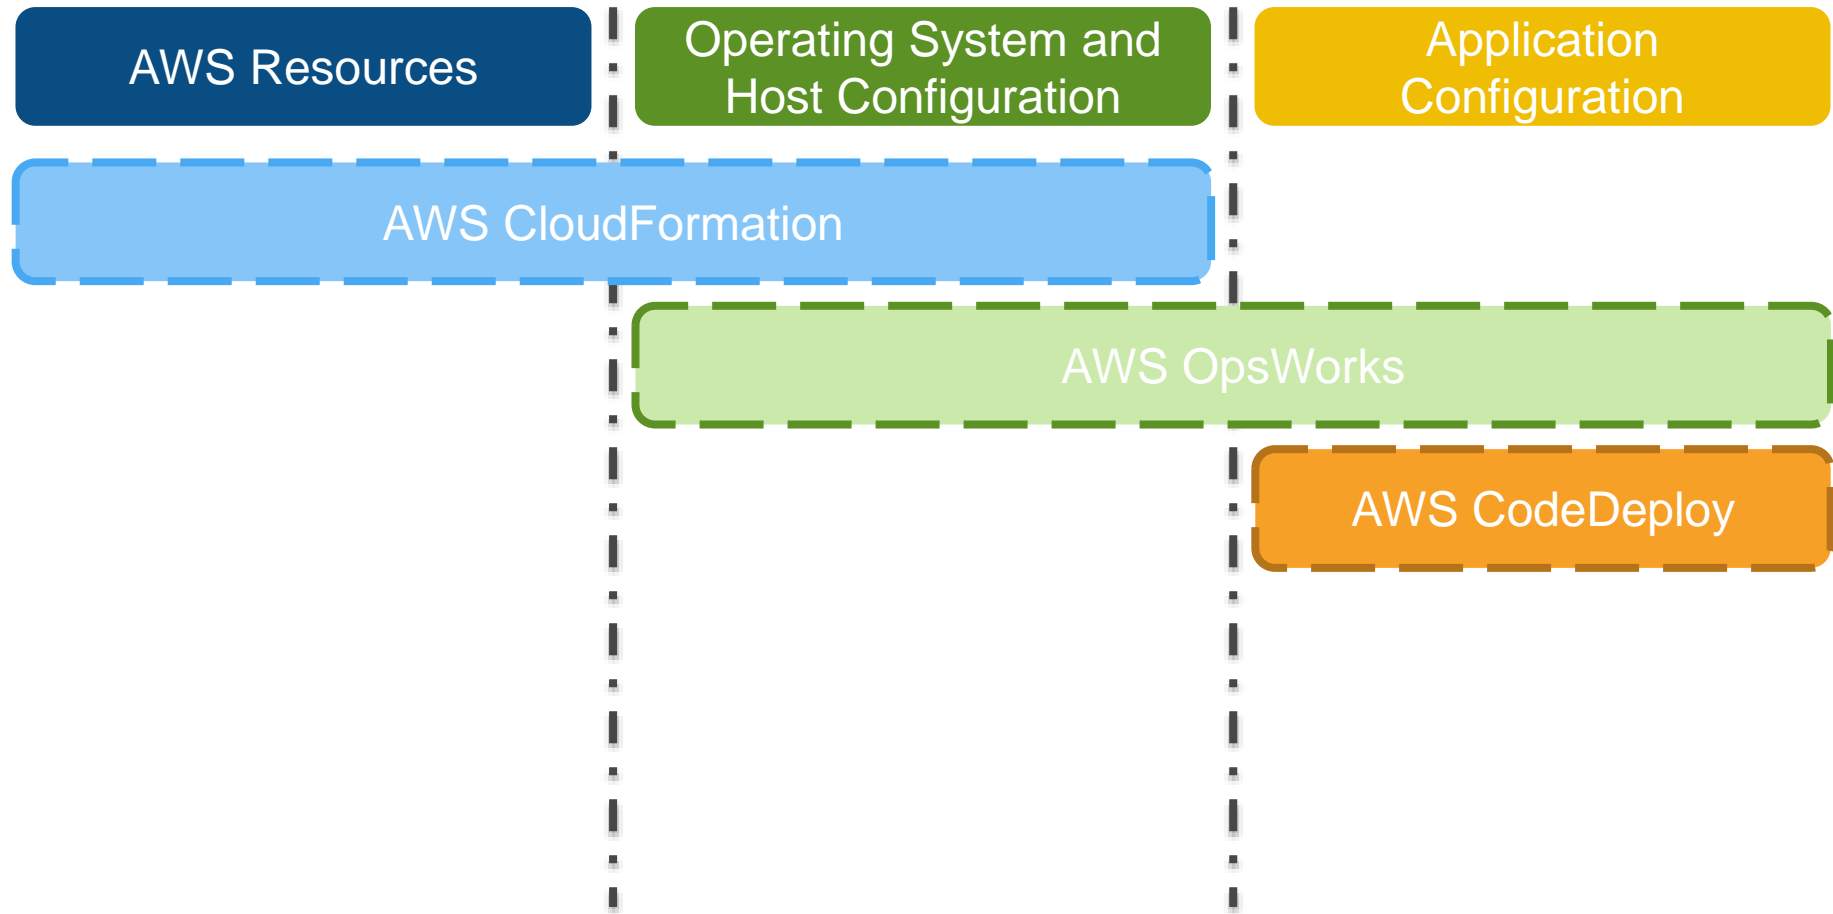 AWS Resources
Operating System and
Host Configuration
Application
Configuration
AWS CloudFormation
AWS OpsWorks
AWS CodeDeploy